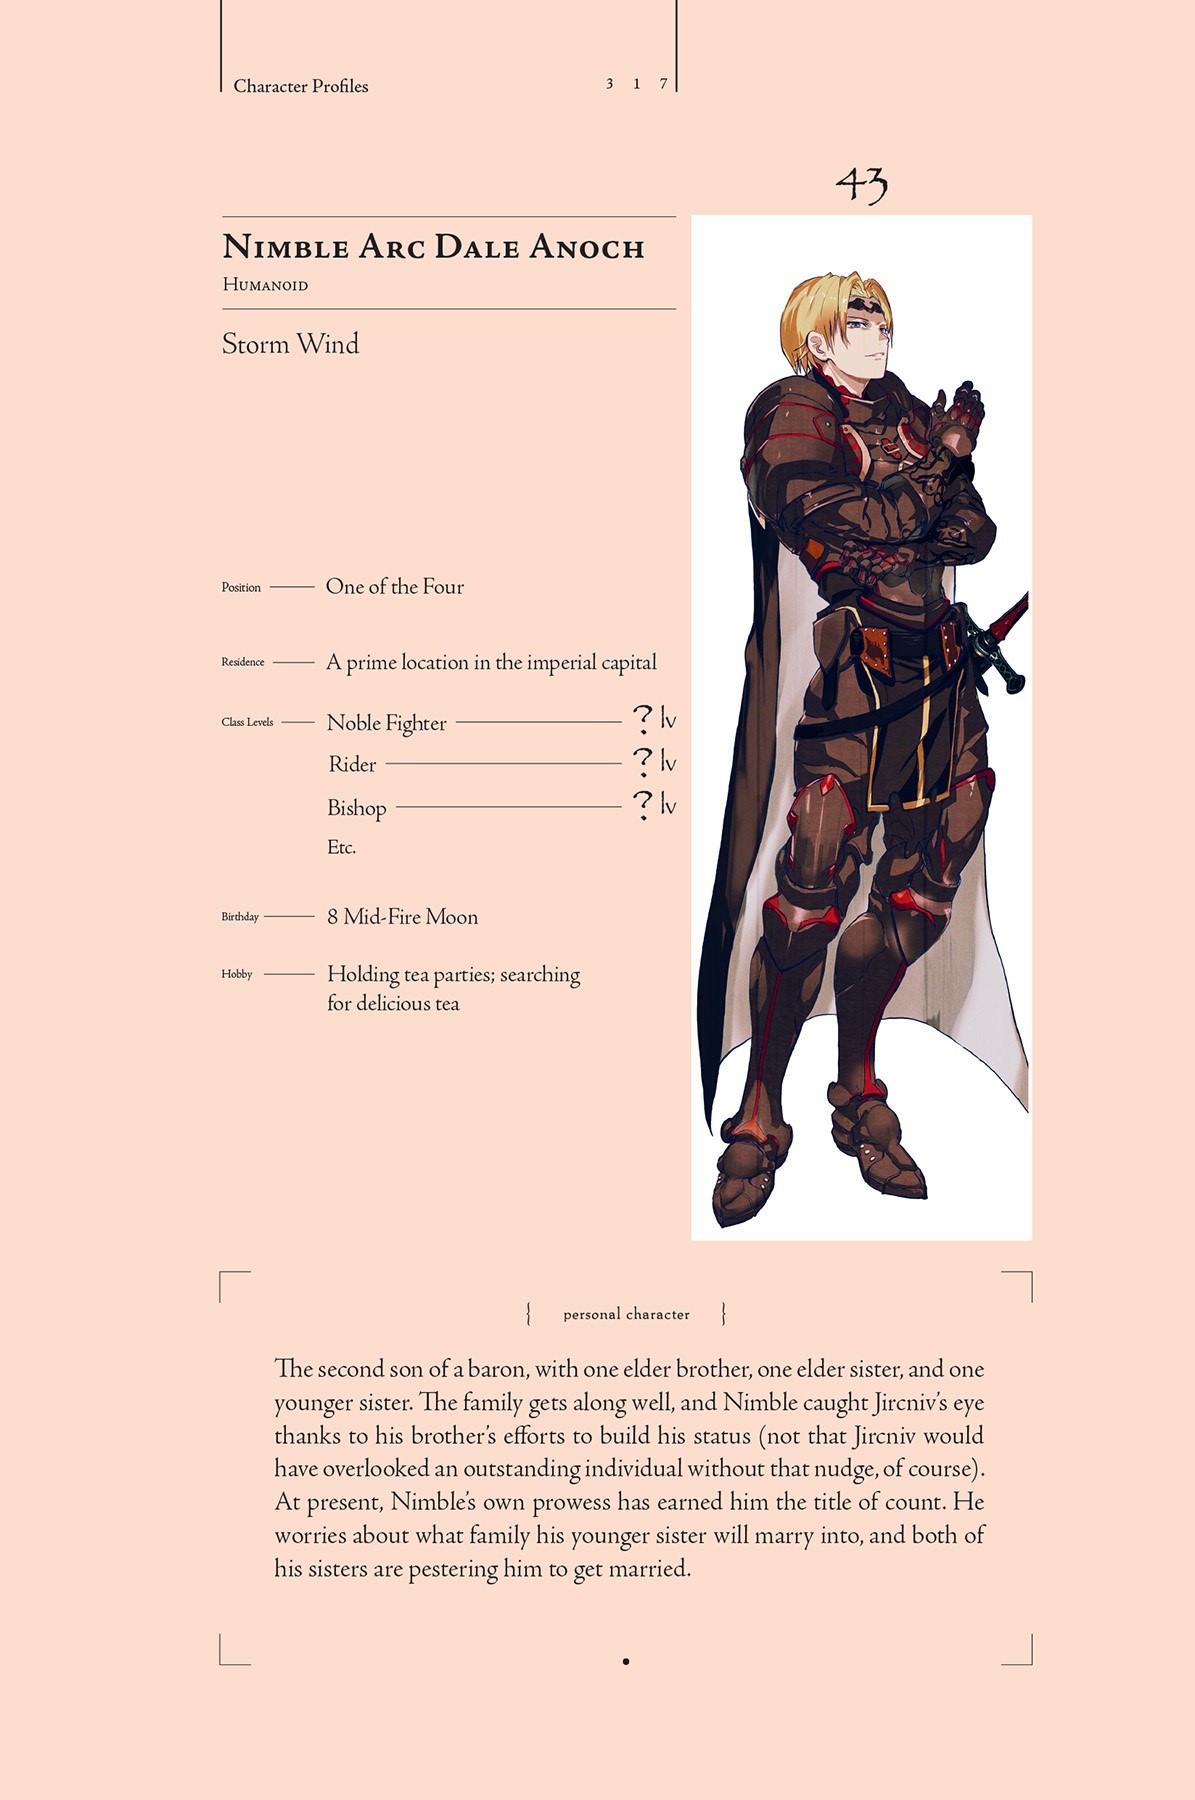 Character Profiles 3 1 7
43
Nimble Arc Dale Anoch
Humanoid
Storm Wind
Position One of the Four
Residence A prime location in the imperial capital
Class Levels Noble Fighter ? lv
Rider ? lv
Bishop ? lv
Etc.
Birthday 8 Mid-Fire Moon
Hobby Holding tea parties; searching
for delicious tea
{ personal character }
The second son of a baron, with one elder brother, one elder sister, and one
younger sister. The family gets along well, and Nimble caught Jircniv’s eye
thanks to his brother’s efforts to build his status (not that Jircniv would
have overlooked an outstanding individual without that nudge, of course).
At present, Nimble’s own prowess has earned him the title of count. He
worries about what family his younger sister will marry into, and both of
his sisters are pestering him to get married.